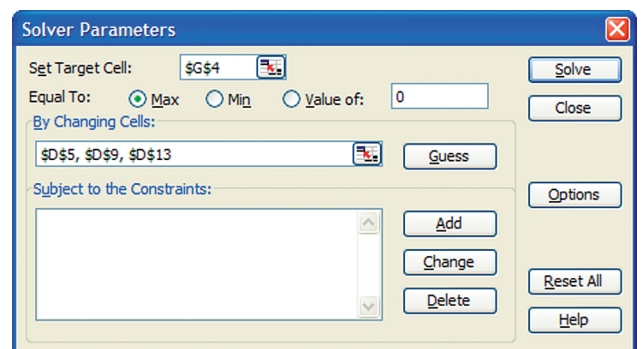 Solver Parameters
Set Target Cell: $G$4 Solve
Equal To: Max Min Value of: 0 Close
By Changing Cells:
$D$5, $D$9, $D$13 Guess
Subject to the Constraints: Options
Add
Change
Reset All
Delete
Help